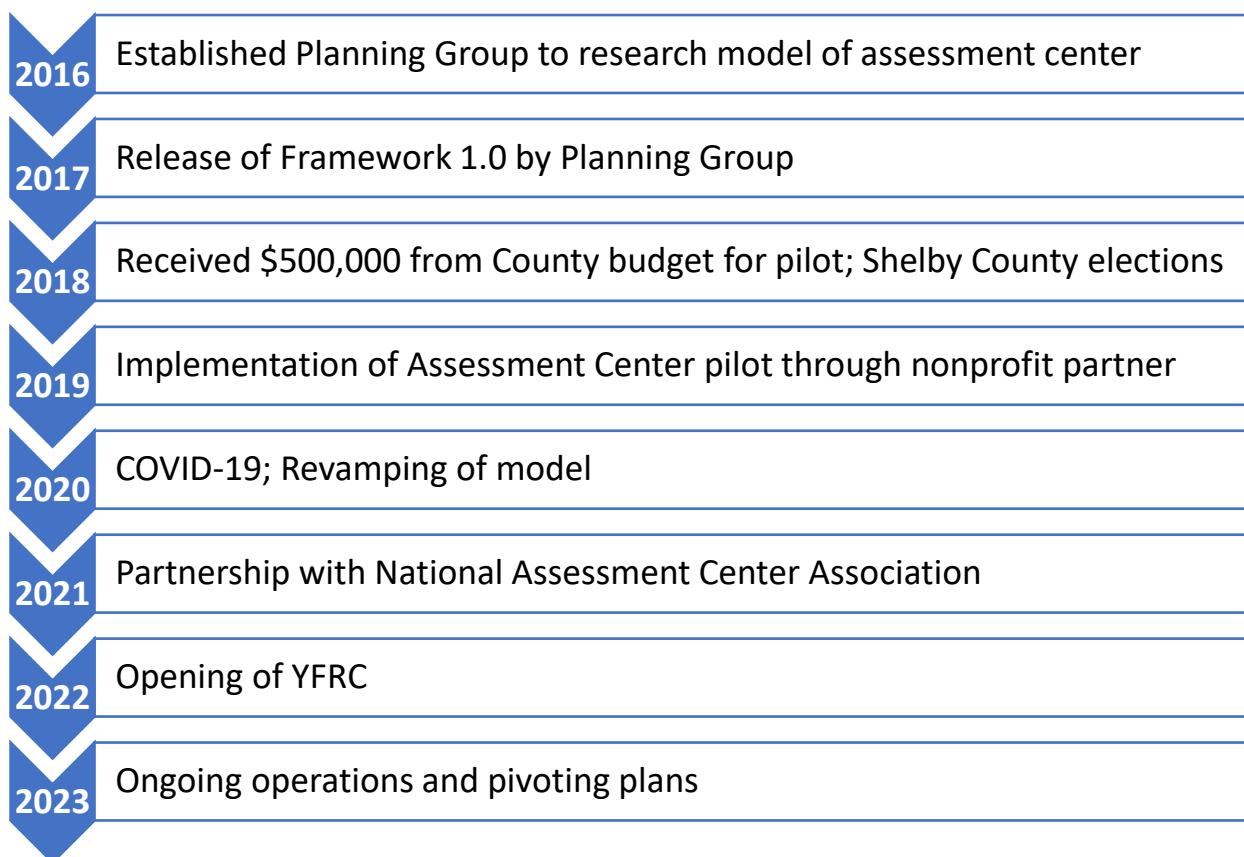 2016
Established Planning Group to research model of assessment center
2017
Release of Framework 1.0 by Planning Group
2018
Received $500,000 from County budget for pilot; Shelby County elections
2019
Implementation of Assessment Center pilot through nonprofit partner
2020
COVID-19; Revamping of model
2021
Partnership with National Assessment Center Association
2022
Opening of YFRC
2023
Ongoing operations and pivoting plans